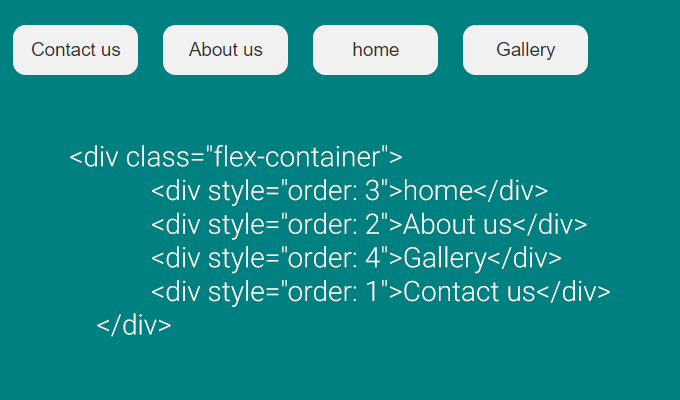 Contact us About us home Gallery
<div class="flex-container">
<div style="order: 3">home</div>
<div style="order: 2">About us</div>
<div style="order: 4">Gallery</div>
<div style="order: 1">Contact us</div>
</div>